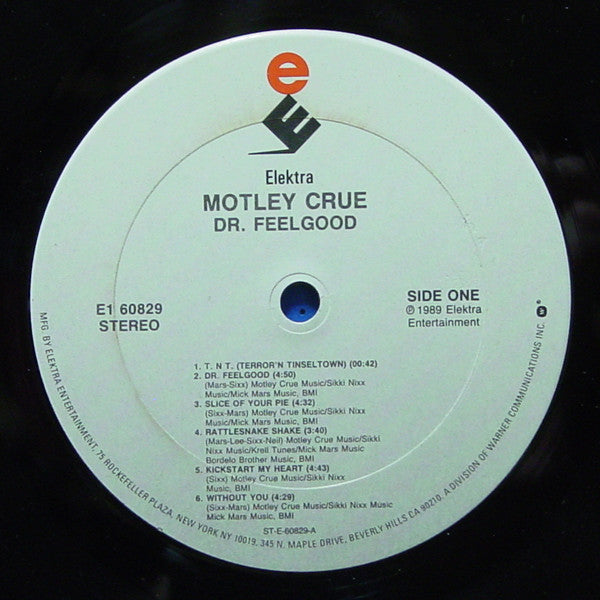 e
E
Elektra
MOTLEY CRUE
DR. FEELGOOD
E1 60829
STEREO
SIDE ONE
℗ 1989 Elektra
Entertainment
1. T. N T. (TERROR'N TINSELTOWN) (00:42)
2. DR. FEELGOOD (4:50)
(Mars-Sixx) Motley Crue Music/Sikki Nixx
Music/Mick Mars Music, BMI
3. SLICE OF YOUR PIE (4:32)
(Sixx-Mars) Motley Crue Music/Sikki Nixx
Music/Mick Mars Music, BMI
4. RATTLESNAKE SHAKE (3:40)
(Mars-Lee-Sixx-Neil) Motley Crue Music/Sikki
Nixx Music/Krell Tunes/Mick Mars Music
Bordelo Brother Music, BMI
5. KICKSTART MY HEART (4:43)
(Sixx) Motley Crue Music/Sikki Nixx
Music, BMI
6. WITHOUT YOU (4:29)
(Sixx-Mars) Motley Crue Music/Sikki Nixx Music
Mick Mars Music, BMI
ST-E-60829-A
MFG. BY ELEKTRA ENTERTAINMENT, 75 ROCKEFELLER PLAZA, NEW YORK NY 10019, 345 N. MAPLE DRIVE, BEVERLY HILLS CA 90210. A DIVISION OF WARNER COMMUNICATIONS INC.